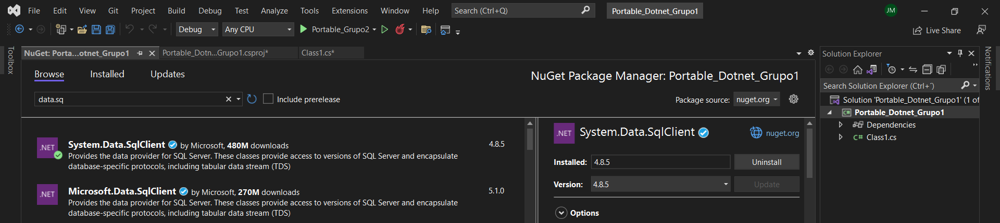 File Edit View Git Project Build Debug Test Analyze Tools Extensions Window Help Search (Ctrl+Q) Portable_Dotnet_Grupo1 JM
Debug Any CPU Portable_Grupo2 Live Share
Toolbox
NuGet: Porta...otnet_Grupo1 Portable_Dotn...Grupo1.csproj* Class1.cs*
Browse Installed Updates
NuGet Package Manager: Portable_Dotnet_Grupo1
data.sq Include prerelease Package source: nuget.org
.NET System.Data.SqlClient by Microsoft, 480M downloads 4.8.5
Provides the data provider for SQL Server. These classes provide access to versions of SQL Server and encapsulate
database-specific protocols, including tabular data stream (TDS)
.NET Microsoft.Data.SqlClient by Microsoft, 270M downloads 5.1.0
Provides the data provider for SQL Server. These classes provide access to versions of SQL Server and encapsulate
database-specific protocols, including tabular data stream (TDS)
.NET System.Data.SqlClient nuget.org
Installed: 4.8.5 Uninstall
Version: 4.8.5 Update
Options
Solution Explorer
Search Solution Explorer (Ctrl+´)
Solution 'Portable_Dotnet_Grupo1' (1 of
C# Portable_Dotnet_Grupo1
Dependencies
C# Class1.cs
Notifications